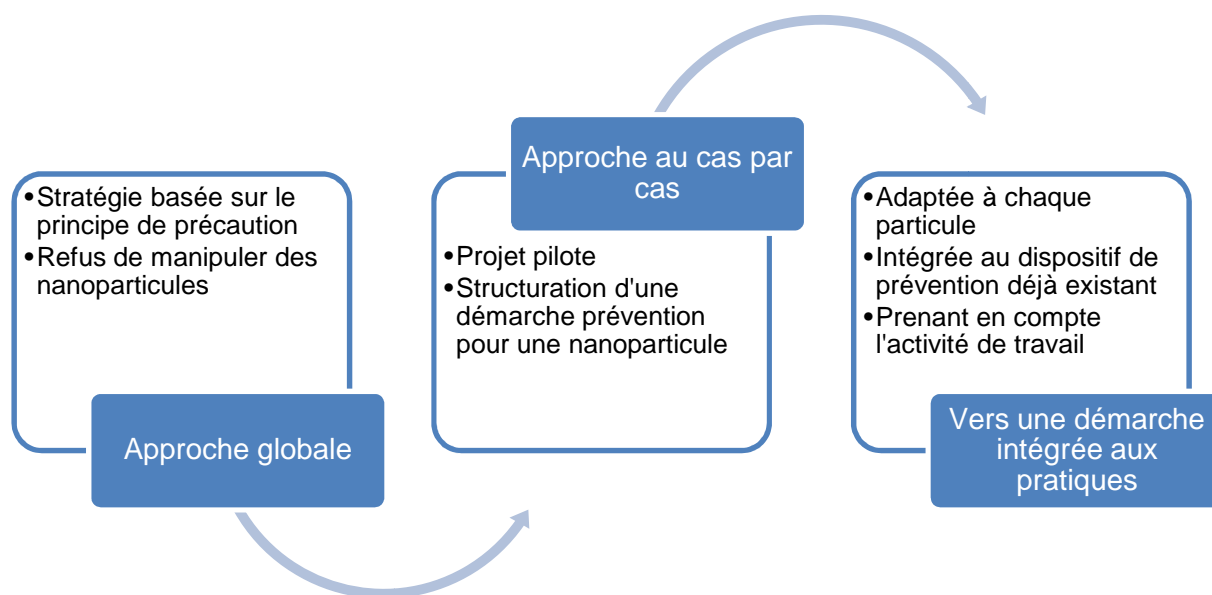 •Stratégie basée sur le
principe de précaution
•Refus de manipuler des
nanoparticules
Approche globale
Approche au cas par
cas
•Projet pilote
•Structuration d'une
démarche prévention
pour une nanoparticule
•Adaptée à chaque
particule
•Intégrée au dispositif de
prévention déjà existant
•Prenant en compte
l'activité de travail
Vers une démarche
intégrée aux
pratiques